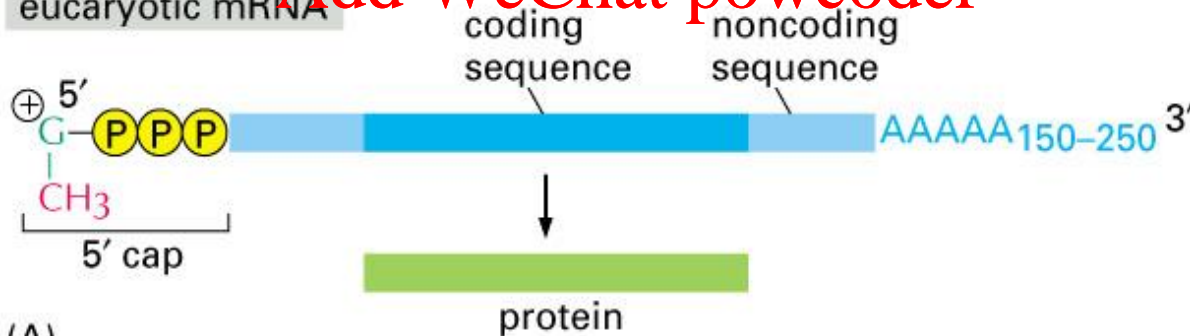 Add WeChat powcoder
eucaryotic mRNA
coding sequence
noncoding sequence
+
5′
G
P P P
CH3
AAAAA150–250
3′
5′ cap
protein
(A)